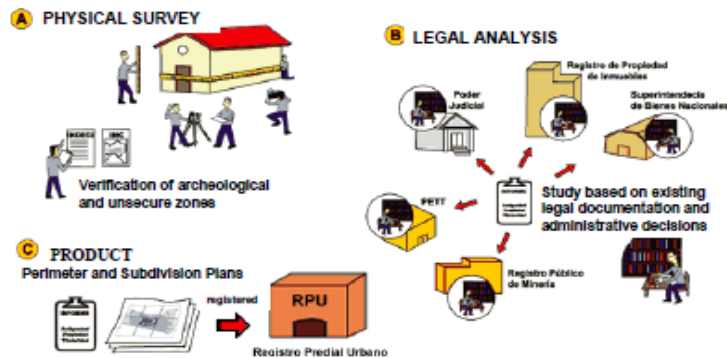 A PHYSICAL SURVEY
Verification of archeological
and unsecure zones
B LEGAL ANALYSIS
Poder
Judicial
Registro de Propiedad
de Inmuebles
Superintendecia
de Bienes Nacionales
PETT
Registro Público
de Minería
Study based on existing
legal documentation and
administrative decisions
C PRODUCT
Perimeter and Subdivision Plans
registered
RPU
Registro Predial Urbano